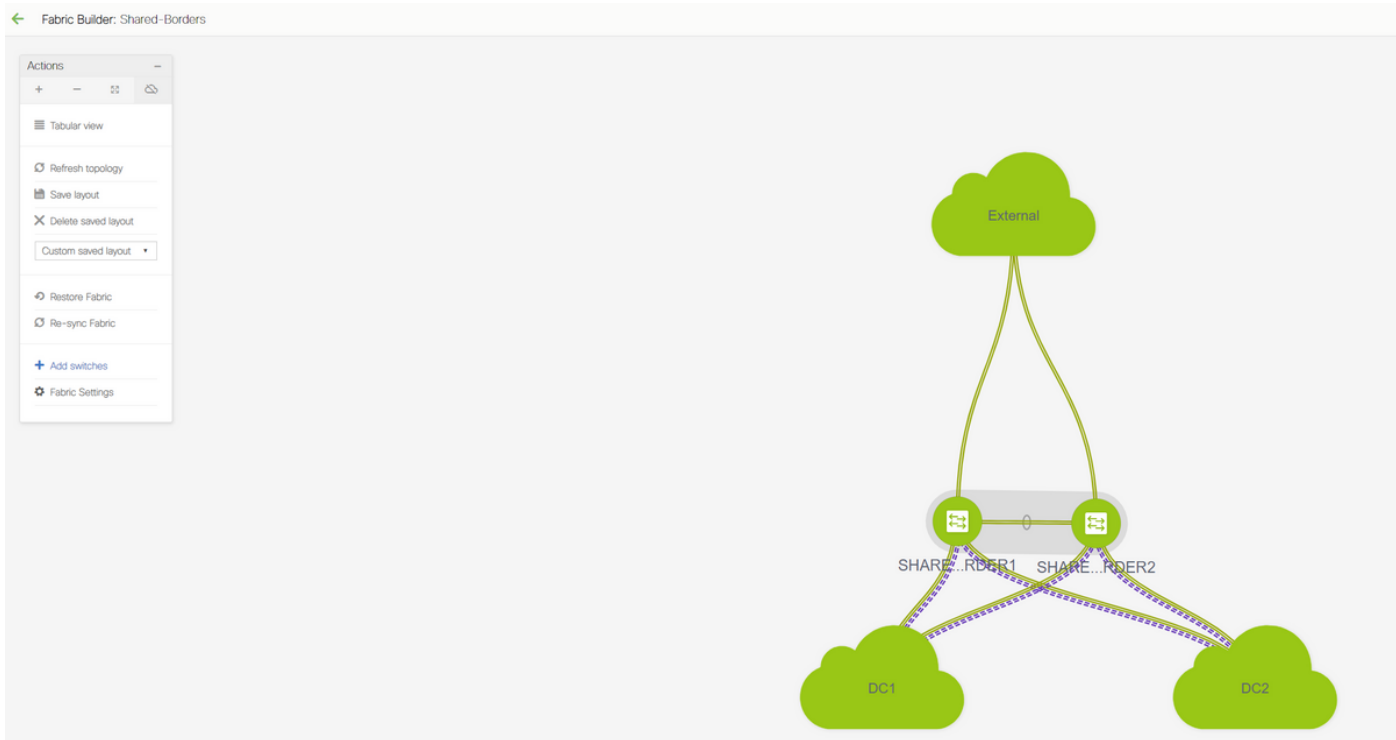 Fabric Builder: Shared-Borders
Actions
Tabular view
Refresh topology
Save layout
Delete saved layout
Custom saved layout
Restore Fabric
Re-sync Fabric
Add switches
Fabric Settings
External
SHARE...RDER1 SHARE...RDER2
DC1 DC2